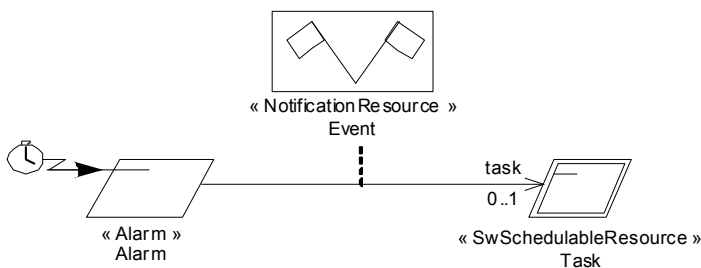 « NotificationResource »
Event
task
0..1
« Alarm »
Alarm
« SwSchedulableResource »
Task